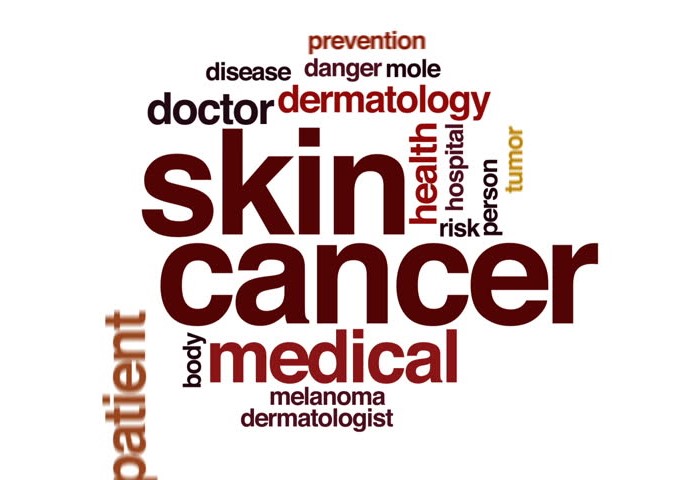 prevention
disease danger mole
doctor dermatology
skin
health
hospital
person
tumor
risk
cancer
patient
body
medical
melanoma
dermatologist